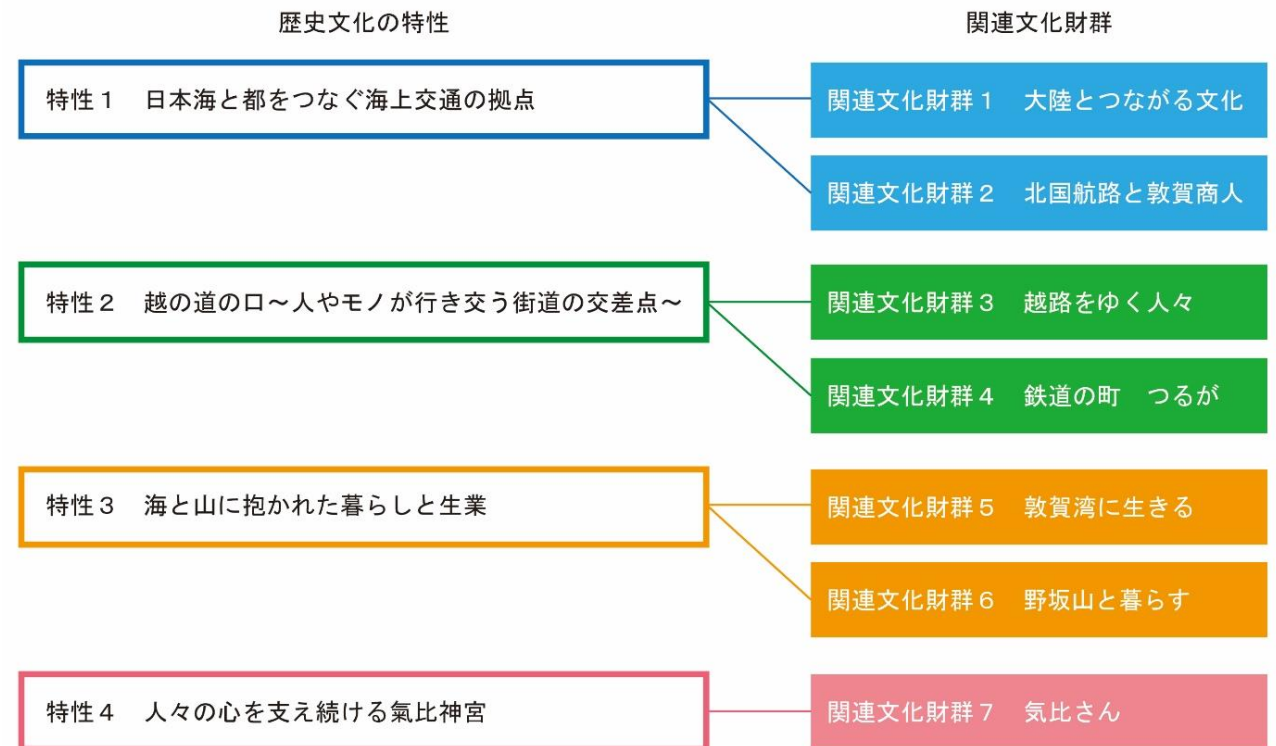 歴史文化の特性
関連文化財群
特性１　日本海と都をつなぐ海上交通の拠点
関連文化財群１　大陸とつながる文化
関連文化財群２　北国航路と敦賀商人
特性２　越の道の口～人やモノが行き交う街道の交差点～
関連文化財群３　越路をゆく人々
関連文化財群４　鉄道の町　つるが
特性３　海と山に抱かれた暮らしと生業
関連文化財群５　敦賀湾に生きる
関連文化財群６　野坂山と暮らす
特性４　人々の心を支え続ける氣比神宮
関連文化財群７　気比さん